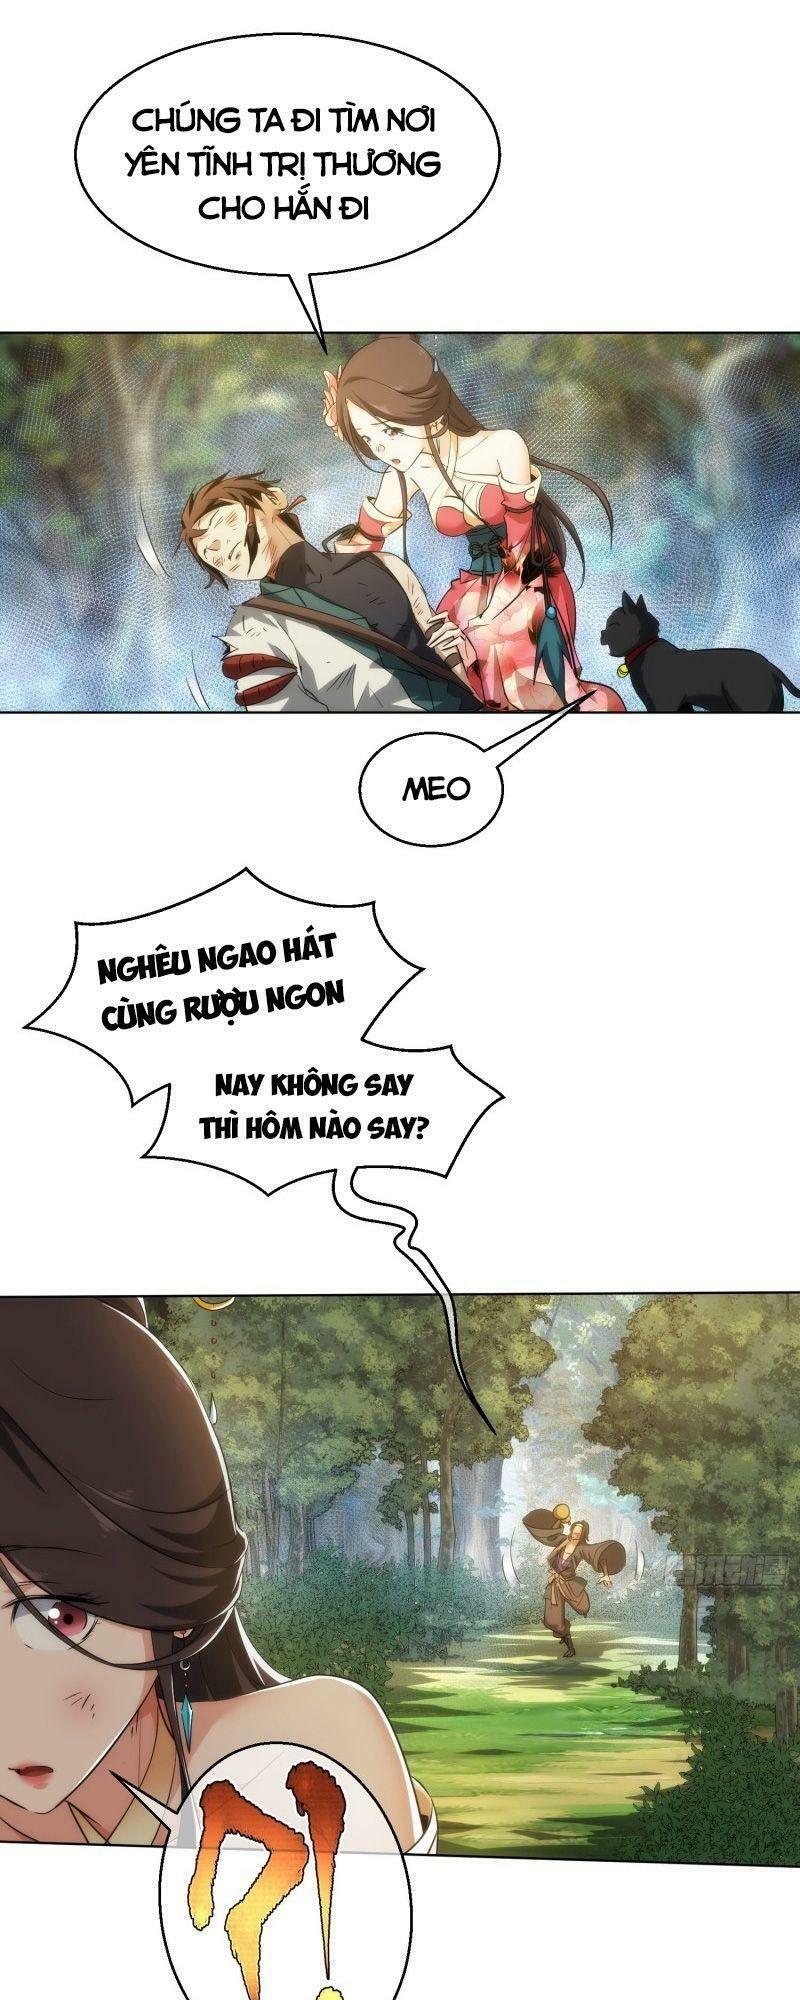 CHÚNG TA ĐI TÌM NƠI
YÊN TĨNH TRỊ THƯƠNG
CHO HẮN ĐI
MEO
NGHÊU NGAO HÁT
CÙNG RƯỢU NGON
NAY KHÔNG SAY
THÌ HÔM NÀO SAY?